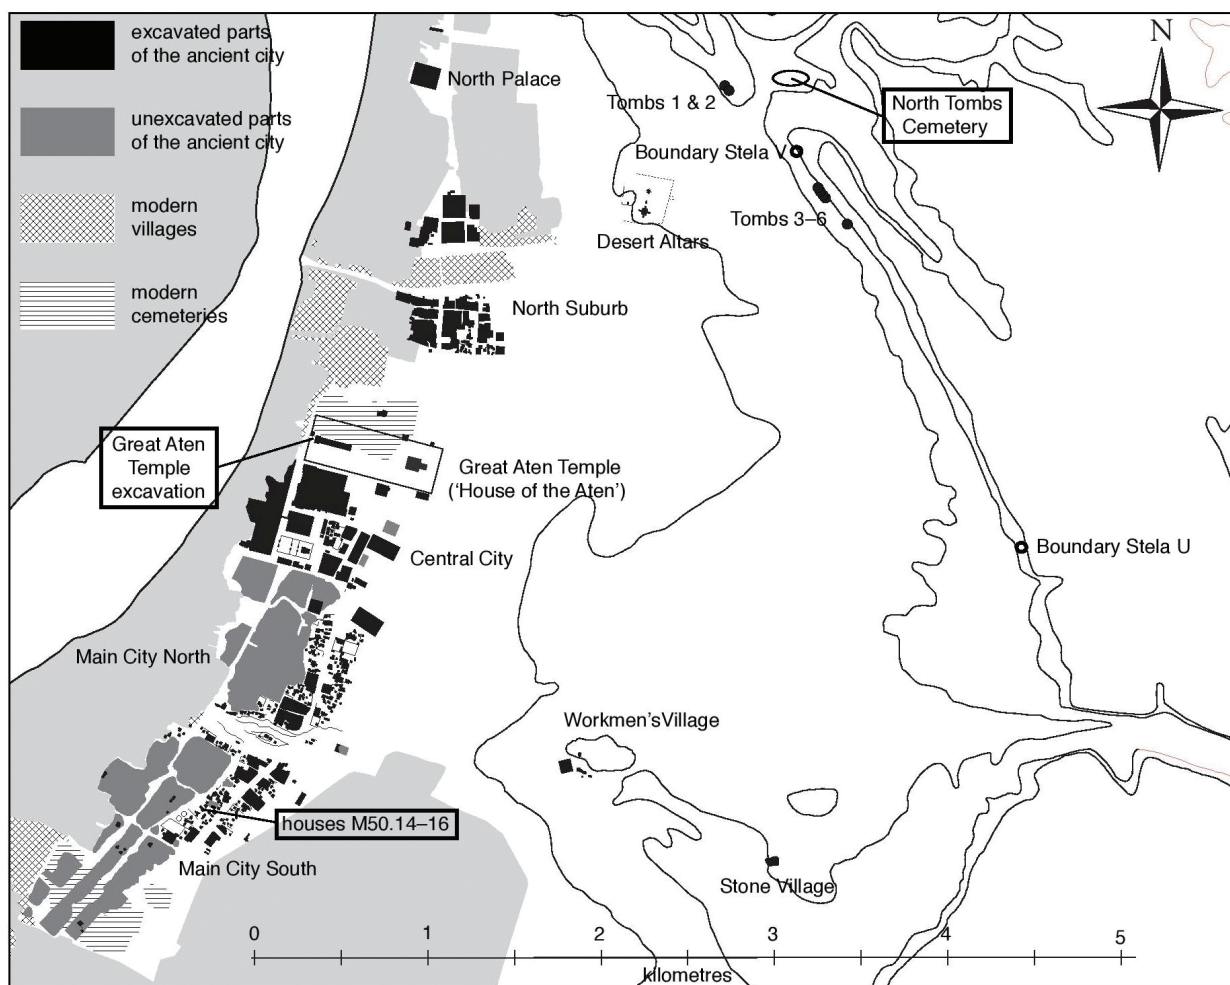 excavated parts
of the ancient city
unexcavated parts
of the ancient city
modern
villages
modern
cemeteries
North Palace
Tombs 1 & 2
North Tombs
Cemetery
N
Boundary Stela V
Tombs 3–6
Desert Altars
North Suburb
Great Aten
Temple
excavation
Great Aten Temple
('House of the Aten')
Central City
Boundary Stela U
Main City North
Workmen'sVillage
houses M50.14–16
Main City South
Stone Village
0 1 2 3 4 5
kilometres